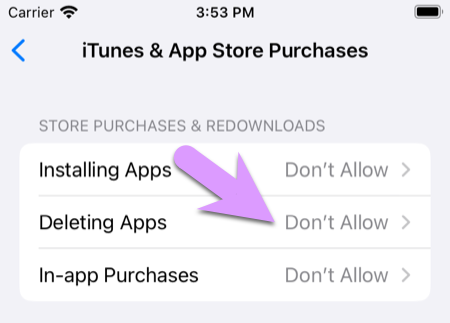 Carrier 3:53 PM
iTunes & App Store Purchases
STORE PURCHASES & REDOWNLOADS
Installing Apps Don’t Allow
Deleting Apps Don’t Allow
In-app Purchases Don’t Allow